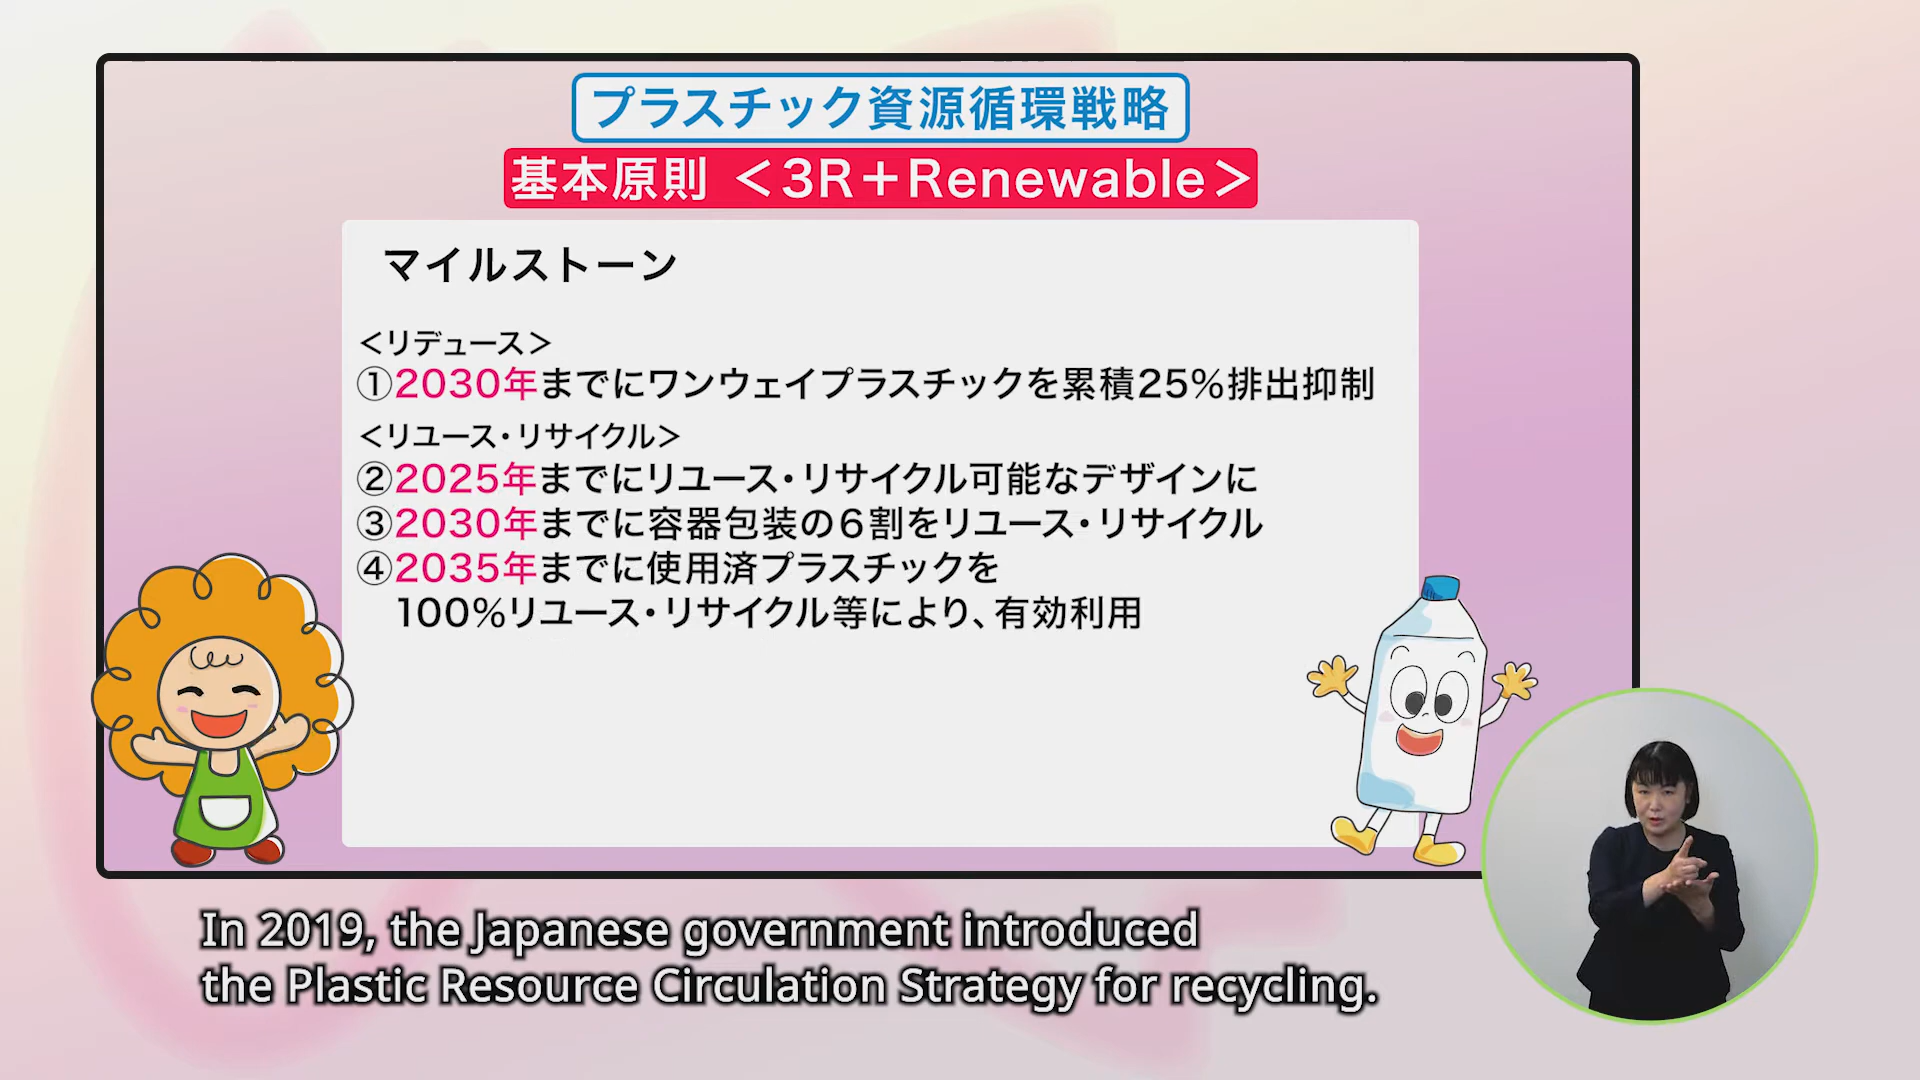 プラスチック資源循環戦略
基本原則 ＜3R＋Renewable＞
マイルストーン
＜リデュース＞
①2030年までにワンウェイプラスチックを累積25％排出抑制
＜リユース・リサイクル＞
②2025年までにリユース・リサイクル可能なデザインに
③2030年までに容器包装の6割をリユース・リサイクル
④2035年までに使用済プラスチックを
100％リユース・リサイクル等により、有効利用
In 2019, the Japanese government introduced
the Plastic Resource Circulation Strategy for recycling.